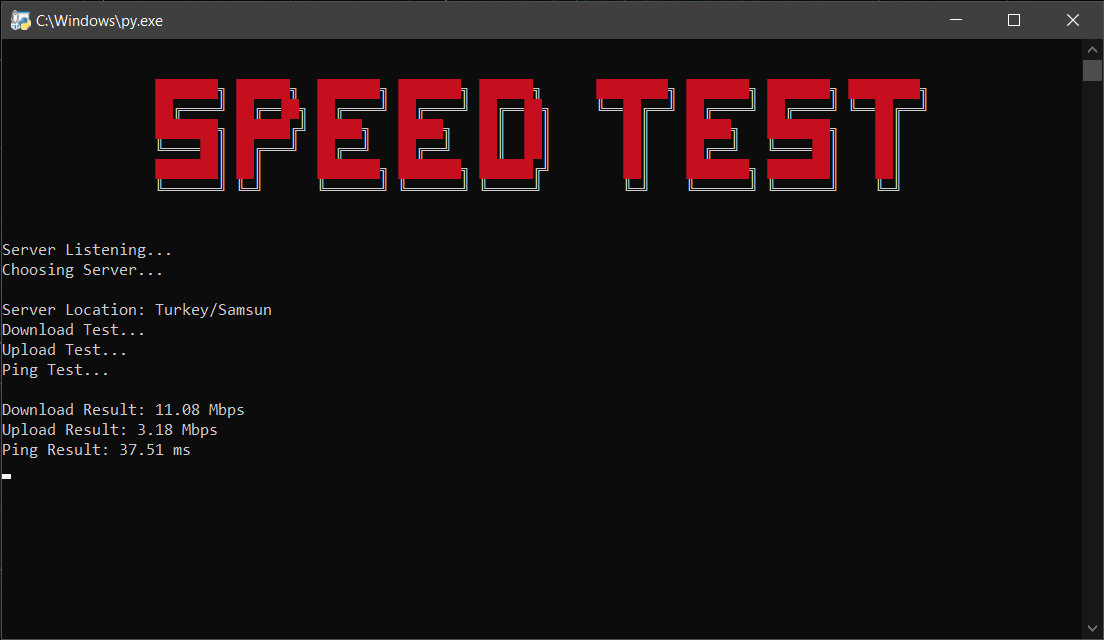 C:\Windows\py.exe
SPEED TEST
Server Listening...
Choosing Server...
Server Location: Turkey/Samsun
Download Test...
Upload Test...
Ping Test...
Download Result: 11.08 Mbps
Upload Result: 3.18 Mbps
Ping Result: 37.51 ms